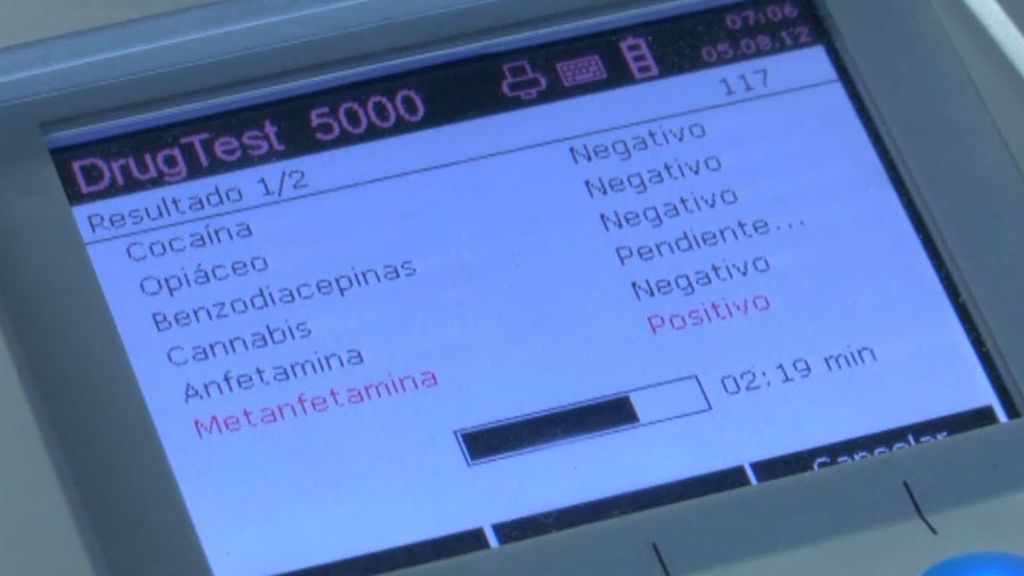 07:06
DrugTest 5000 05.08.12
Resultado 1/2 117
Cocaína Negativo
Opiáceo Negativo
Benzodiacepinas Negativo
Cannabis Pendiente...
Anfetamina Negativo
Metanfetamina Positivo
02:19 min
Cancelar